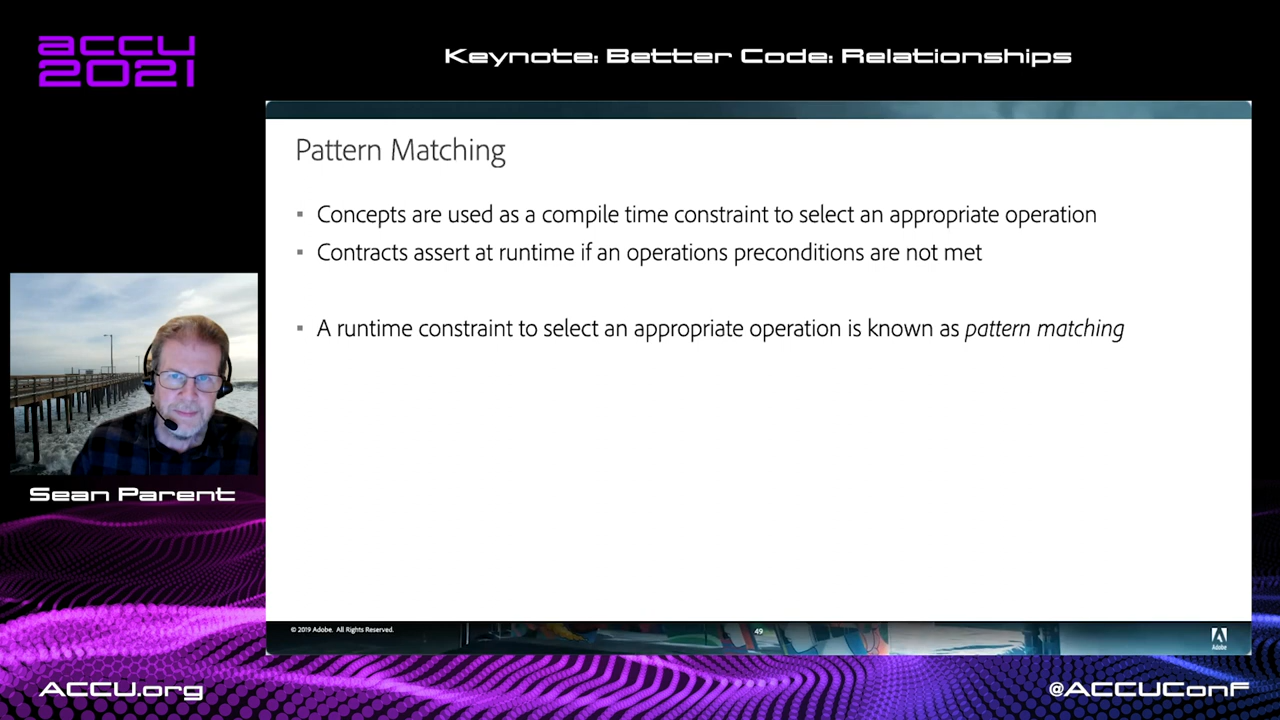 accu
2021
Keynote: Better Code: Relationships
Pattern Matching
▪ Concepts are used as a compile time constraint to select an appropriate operation
▪ Contracts assert at runtime if an operations preconditions are not met
▪ A runtime constraint to select an appropriate operation is known as pattern matching
Sean Parent
© 2019 Adobe. All Rights Reserved.
49
Adobe
ACCU.org
@ACCUConf